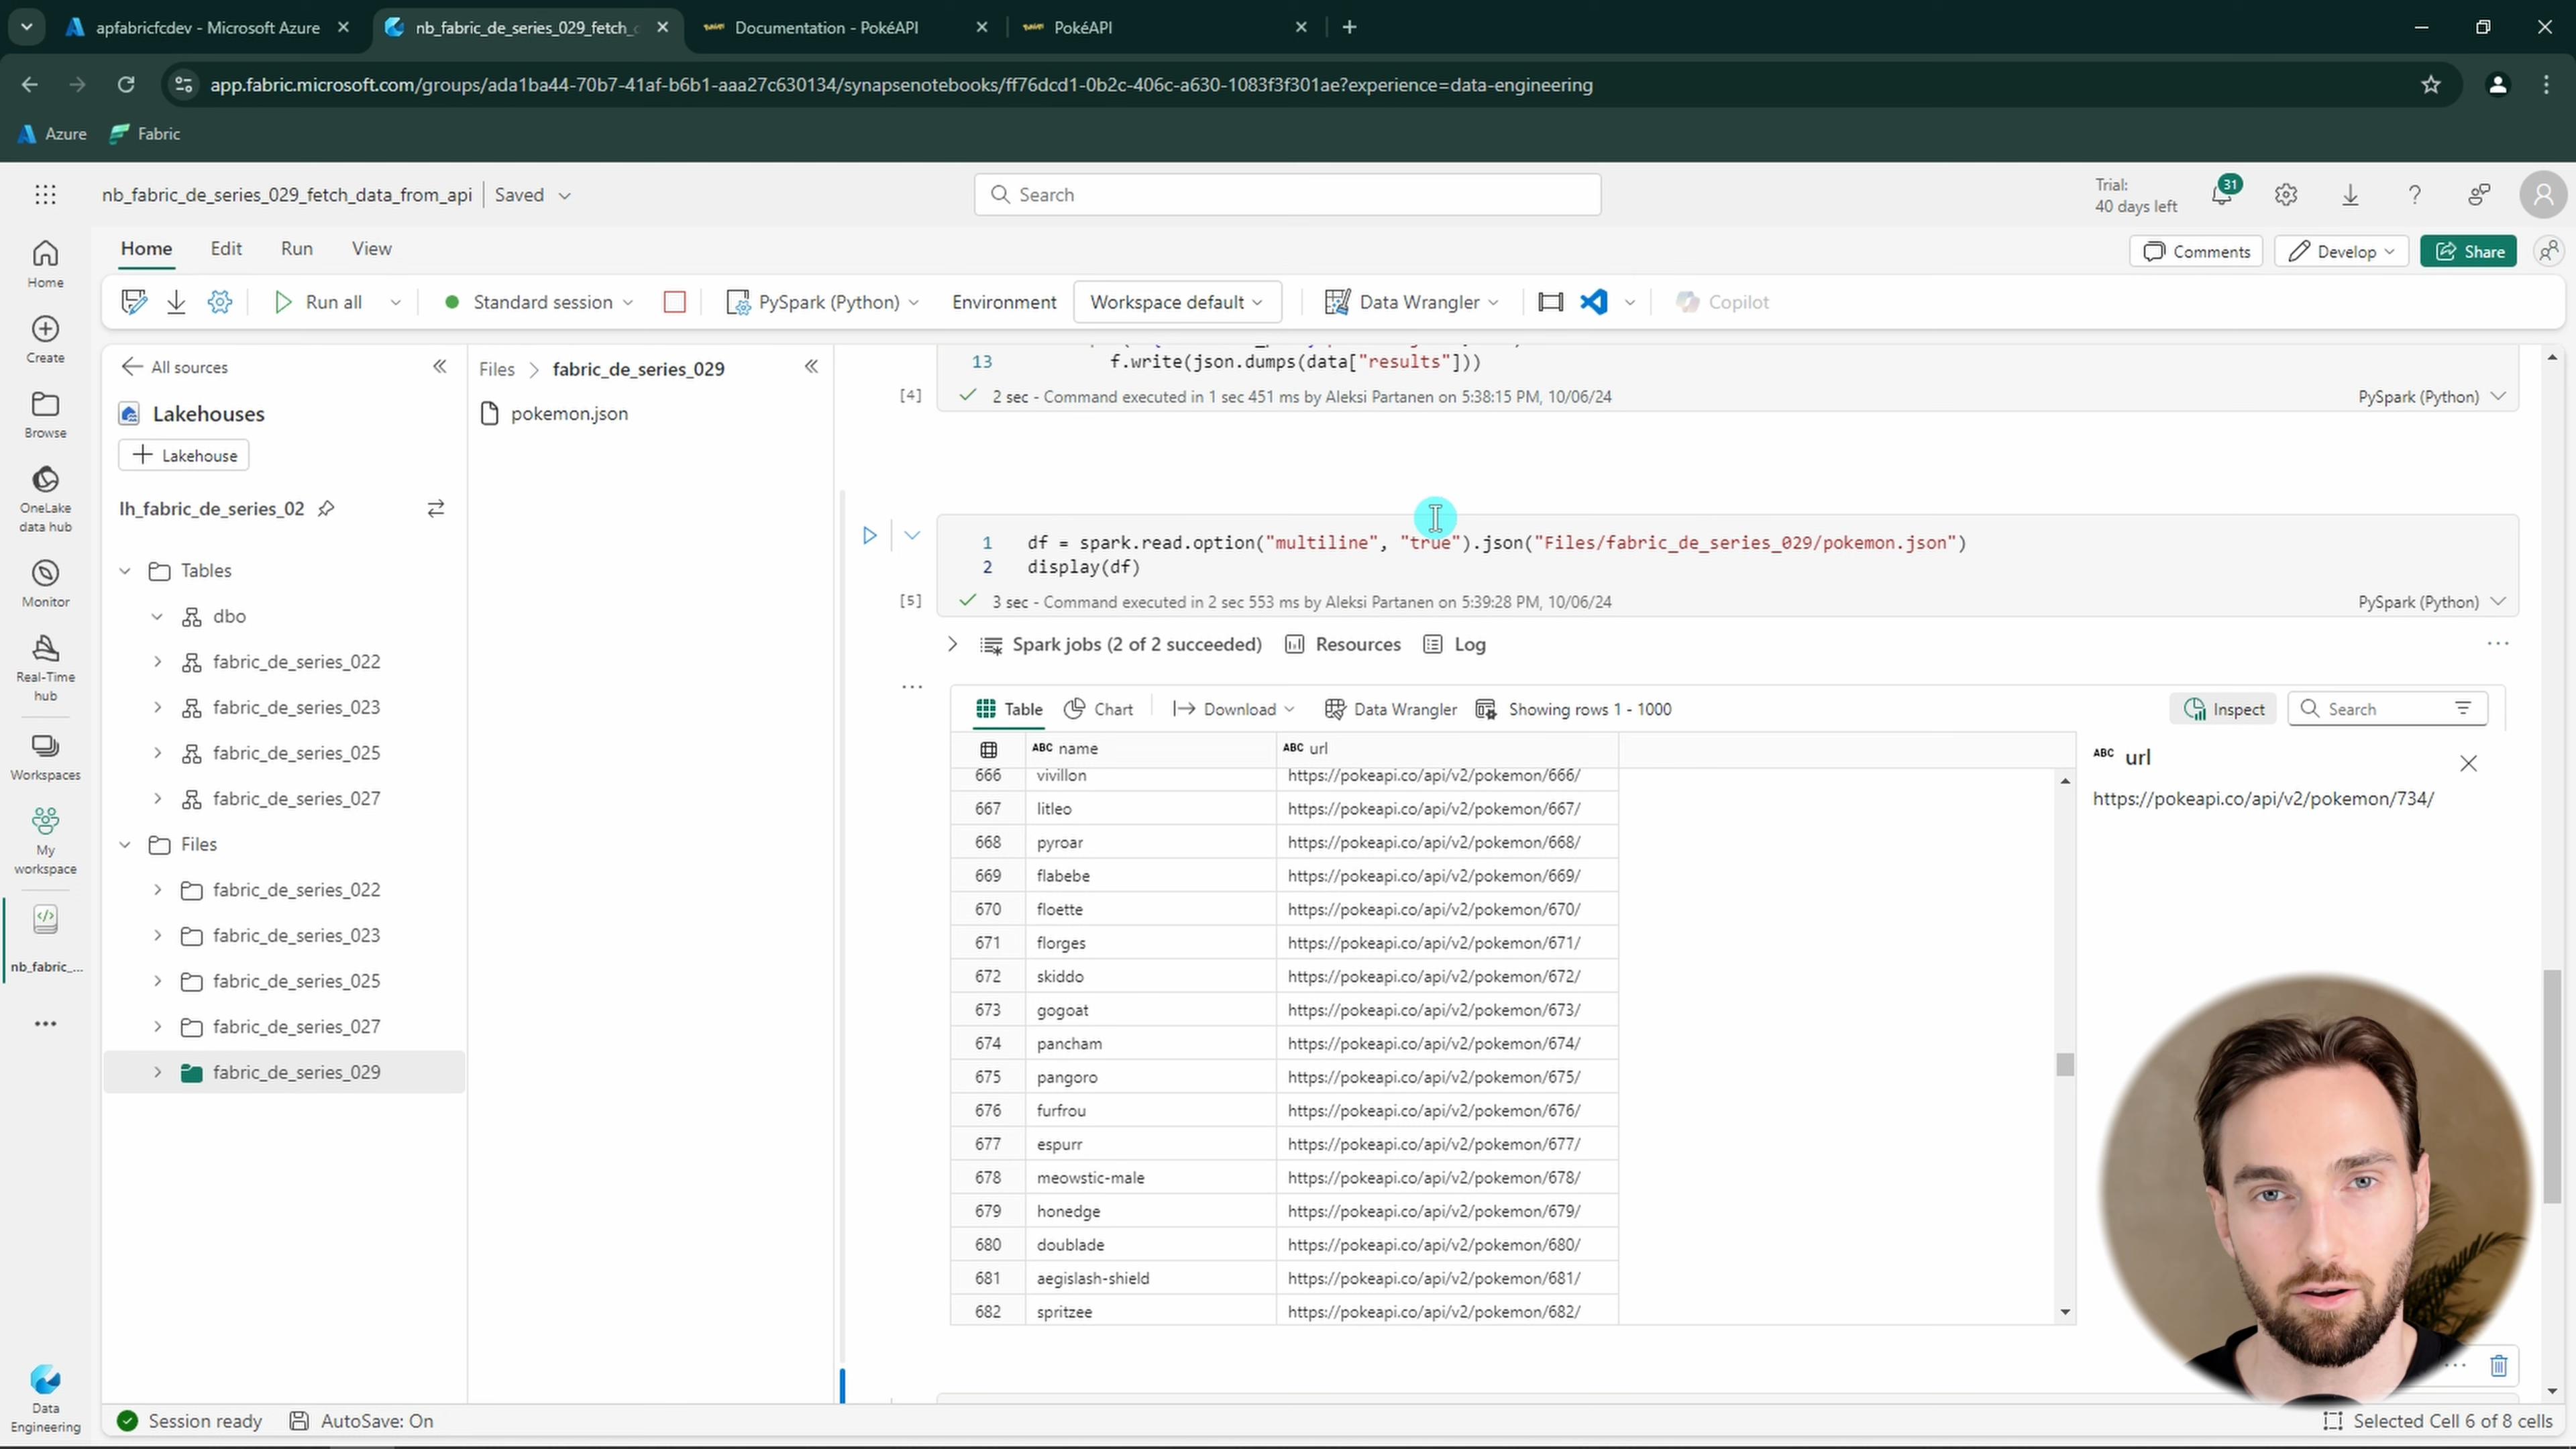 apfabricfcdev - Microsoft Azure
nb_fabric_de_series_029_fetch_
Documentation - PokéAPI
PokéAPI
app.fabric.microsoft.com/groups/ada1ba44-70b7-41af-b6b1-aaa27c630134/synapsenotebooks/ff76dcd1-0b2c-406c-a630-1083f3f301ae?experience=data-engineering
Azure
Fabric
nb_fabric_de_series_029_fetch_data_from_api
Saved
Search
Trial:
40 days left
31
Home
Edit
Run
View
Comments
Develop
Share
Run all
Standard session
PySpark (Python)
Environment
Workspace default
Data Wrangler
Copilot
Home
Create
Browse
OneLake
data hub
Monitor
Real-Time
hub
Workspaces
My
workspace
nb_fabric_...
Data
Engineering
All sources
Lakehouses
Lakehouse
lh_fabric_de_series_02
Tables
dbo
fabric_de_series_022
fabric_de_series_023
fabric_de_series_025
fabric_de_series_027
Files
fabric_de_series_022
fabric_de_series_023
fabric_de_series_025
fabric_de_series_027
fabric_de_series_029
Files > fabric_de_series_029
pokemon.json
13 f.write(json.dumps(data["results"]))
[4] 2 sec - Command executed in 1 sec 451 ms by Aleksi Partanen on 5:38:15 PM, 10/06/24 PySpark (Python)
1 df = spark.read.option("multiline", "true").json("Files/fabric_de_series_029/pokemon.json")
2 display(df)
[5] 3 sec - Command executed in 2 sec 553 ms by Aleksi Partanen on 5:39:28 PM, 10/06/24 PySpark (Python)
Spark jobs (2 of 2 succeeded) Resources Log
Table Chart Download Data Wrangler Showing rows 1 - 1000 Inspect Search
ABC name ABC url
666 vivillon https://pokeapi.co/api/v2/pokemon/666/
667 litleo https://pokeapi.co/api/v2/pokemon/667/
668 pyroar https://pokeapi.co/api/v2/pokemon/668/
669 flabebe https://pokeapi.co/api/v2/pokemon/669/
670 floette https://pokeapi.co/api/v2/pokemon/670/
671 florges https://pokeapi.co/api/v2/pokemon/671/
672 skiddo https://pokeapi.co/api/v2/pokemon/672/
673 gogoat https://pokeapi.co/api/v2/pokemon/673/
674 pancham https://pokeapi.co/api/v2/pokemon/674/
675 pangoro https://pokeapi.co/api/v2/pokemon/675/
676 furfrou https://pokeapi.co/api/v2/pokemon/676/
677 espurr https://pokeapi.co/api/v2/pokemon/677/
678 meowstic-male https://pokeapi.co/api/v2/pokemon/678/
679 honedge https://pokeapi.co/api/v2/pokemon/679/
680 doublade https://pokeapi.co/api/v2/pokemon/680/
681 aegislash-shield https://pokeapi.co/api/v2/pokemon/681/
682 spritzee https://pokeapi.co/api/v2/pokemon/682/
ABC url
https://pokeapi.co/api/v2/pokemon/734/
Session ready
AutoSave: On
Selected Cell 6 of 8 cells